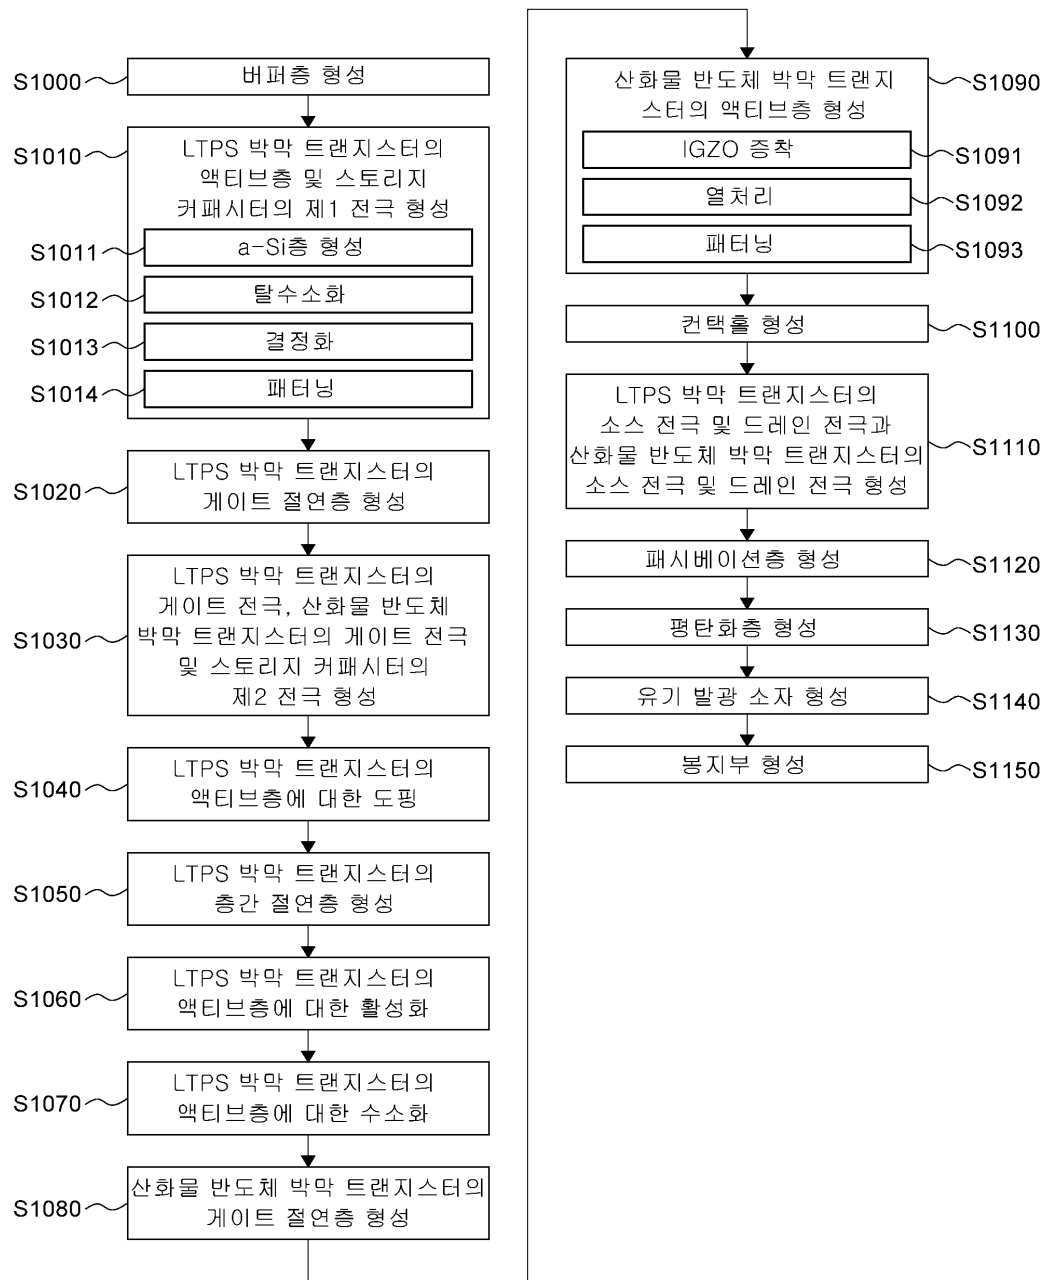 S1000
버퍼층 형성
S1010
LTPS 박막 트랜지스터의
액티브층 및 스토리지
커패시터의 제1 전극 형성
S1011
a-Si층 형성
S1012
탈수소화
S1013
결정화
S1014
패터닝
S1020
LTPS 박막 트랜지스터의
게이트 절연층 형성
S1030
LTPS 박막 트랜지스터의
게이트 전극, 산화물 반도체
박막 트랜지스터의 게이트 전극
및 스토리지 커패시터의
제2 전극 형성
S1040
LTPS 박막 트랜지스터의
액티브층에 대한 도핑
S1050
LTPS 박막 트랜지스터의
층간 절연층 형성
S1060
LTPS 박막 트랜지스터의
액티브층에 대한 활성화
S1070
LTPS 박막 트랜지스터의
액티브층에 대한 수소화
S1080
산화물 반도체 박막 트랜지스터의
게이트 절연층 형성
산화물 반도체 박막 트랜지
스터의 액티브층 형성
S1090
IGZO 증착
S1091
열처리
S1092
패터닝
S1093
컨택홀 형성
S1100
LTPS 박막 트랜지스터의
소스 전극 및 드레인 전극과
산화물 반도체 박막 트랜지스터의
소스 전극 및 드레인 전극 형성
S1110
패시베이션층 형성
S1120
평탄화층 형성
S1130
유기 발광 소자 형성
S1140
봉지부 형성
S1150